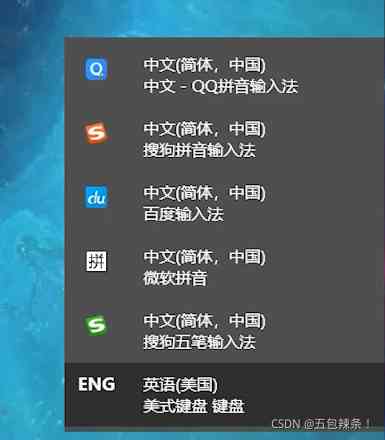 中文(简体，中国)
中文 - QQ拼音输入法
中文(简体，中国)
搜狗拼音输入法
中文(简体，中国)
du
百度输入法
中文(简体，中国)
拼
微软拼音
中文(简体，中国)
搜狗五笔输入法
ENG
英语(美国)
美式键盘 键盘
CSDN @五包辣条！